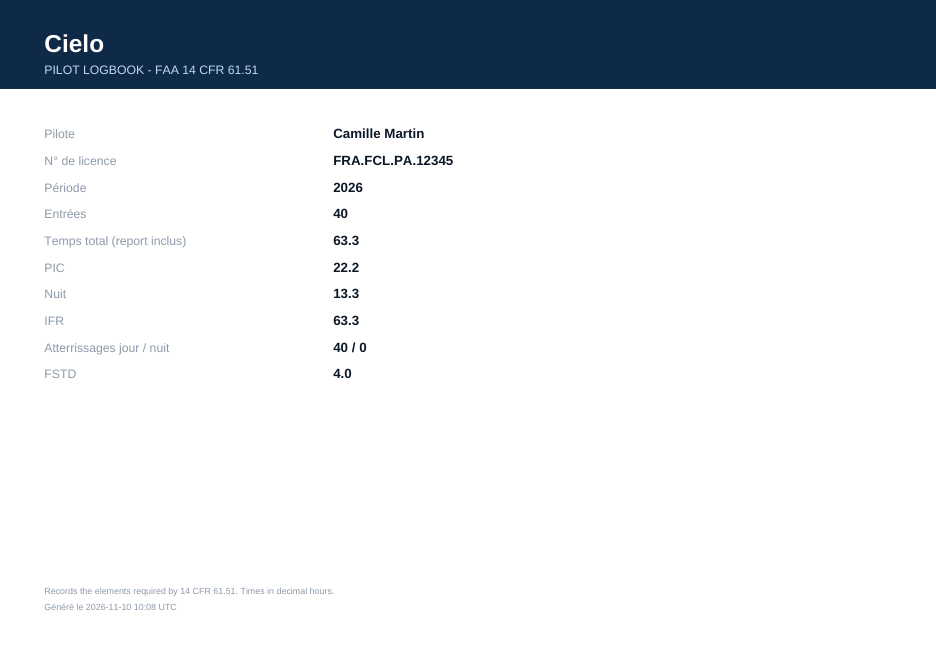 Cielo
PILOT LOGBOOK - FAA 14 CFR 61.51
Pilote Camille Martin
N° de licence FRA.FCL.PA.12345
Période 2026
Entrées 40
Temps total (report inclus) 63.3
PIC 22.2
Nuit 13.3
IFR 63.3
Atterrissages jour / nuit 40 / 0
FSTD 4.0
Records the elements required by 14 CFR 61.51. Times in decimal hours.
Généré le 2026-11-10 10:08 UTC